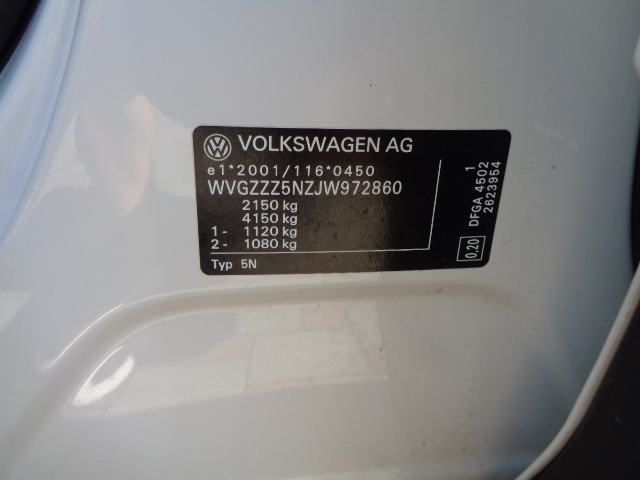 VOLKSWAGEN AG
e1*2001/116*0450
WVGZZZ5NZJW972860
2150 kg
4150 kg
1 - 1120 kg
2 - 1080 kg
Typ 5N
0,20
DFGA 4502 1
2623954